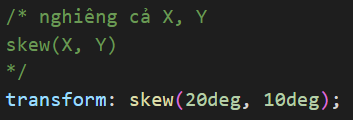 /* nghiêng cả X, Y
skew(X, Y)
*/
transform: skew(20deg, 10deg);